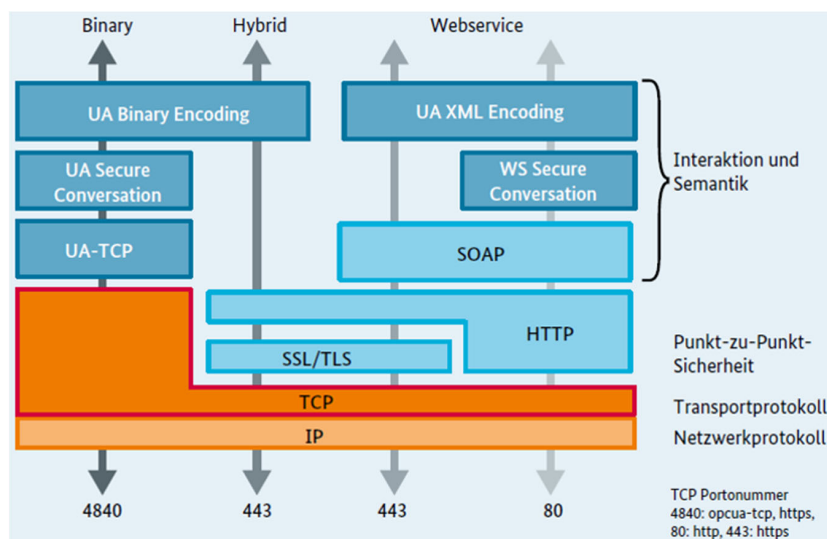 Binary
Hybrid
Webservice
UA Binary Encoding
UA XML Encoding
UA Secure
Conversation
WS Secure
Conversation
Interaktion und
Semantik
UA-TCP
SOAP
HTTP
SSL/TLS
Punkt-zu-Punkt-
Sicherheit
TCP
Transportprotokoll
IP
Netzwerkprotokoll
4840
443
443
80
TCP Portonummer
4840: opcua-tcp, https,
80: http, 443: https